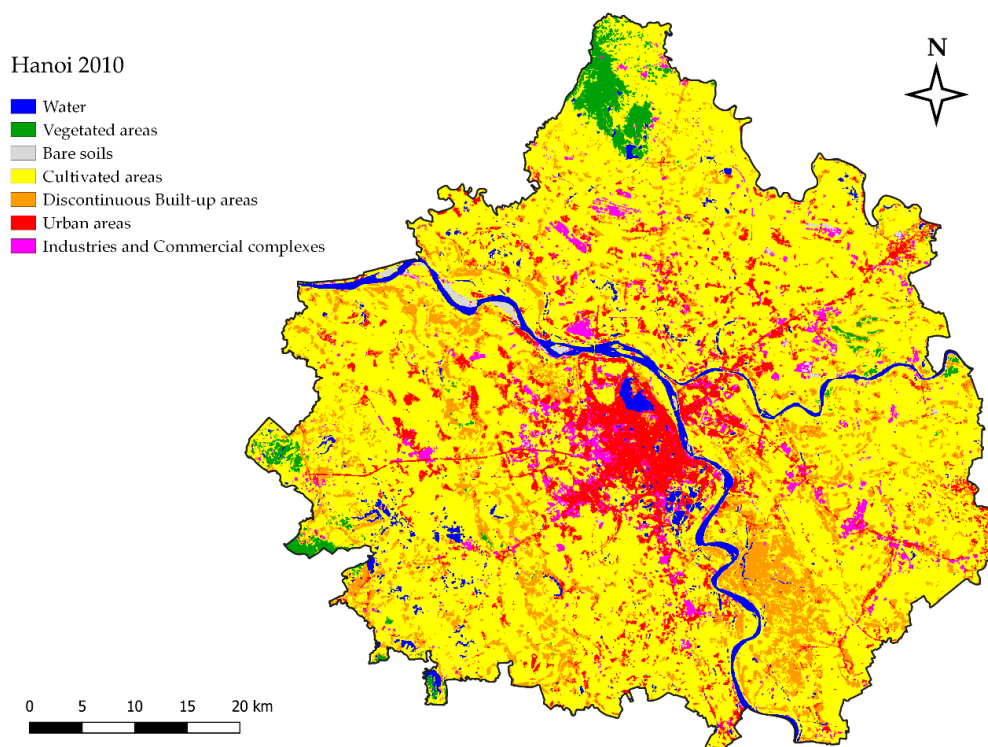 Hanoi 2010
N
Water
Vegetated areas
Bare soils
Cultivated areas
Discontinuous Built-up areas
Urban areas
Industries and Commercial complexes
0 5 10 15 20 km